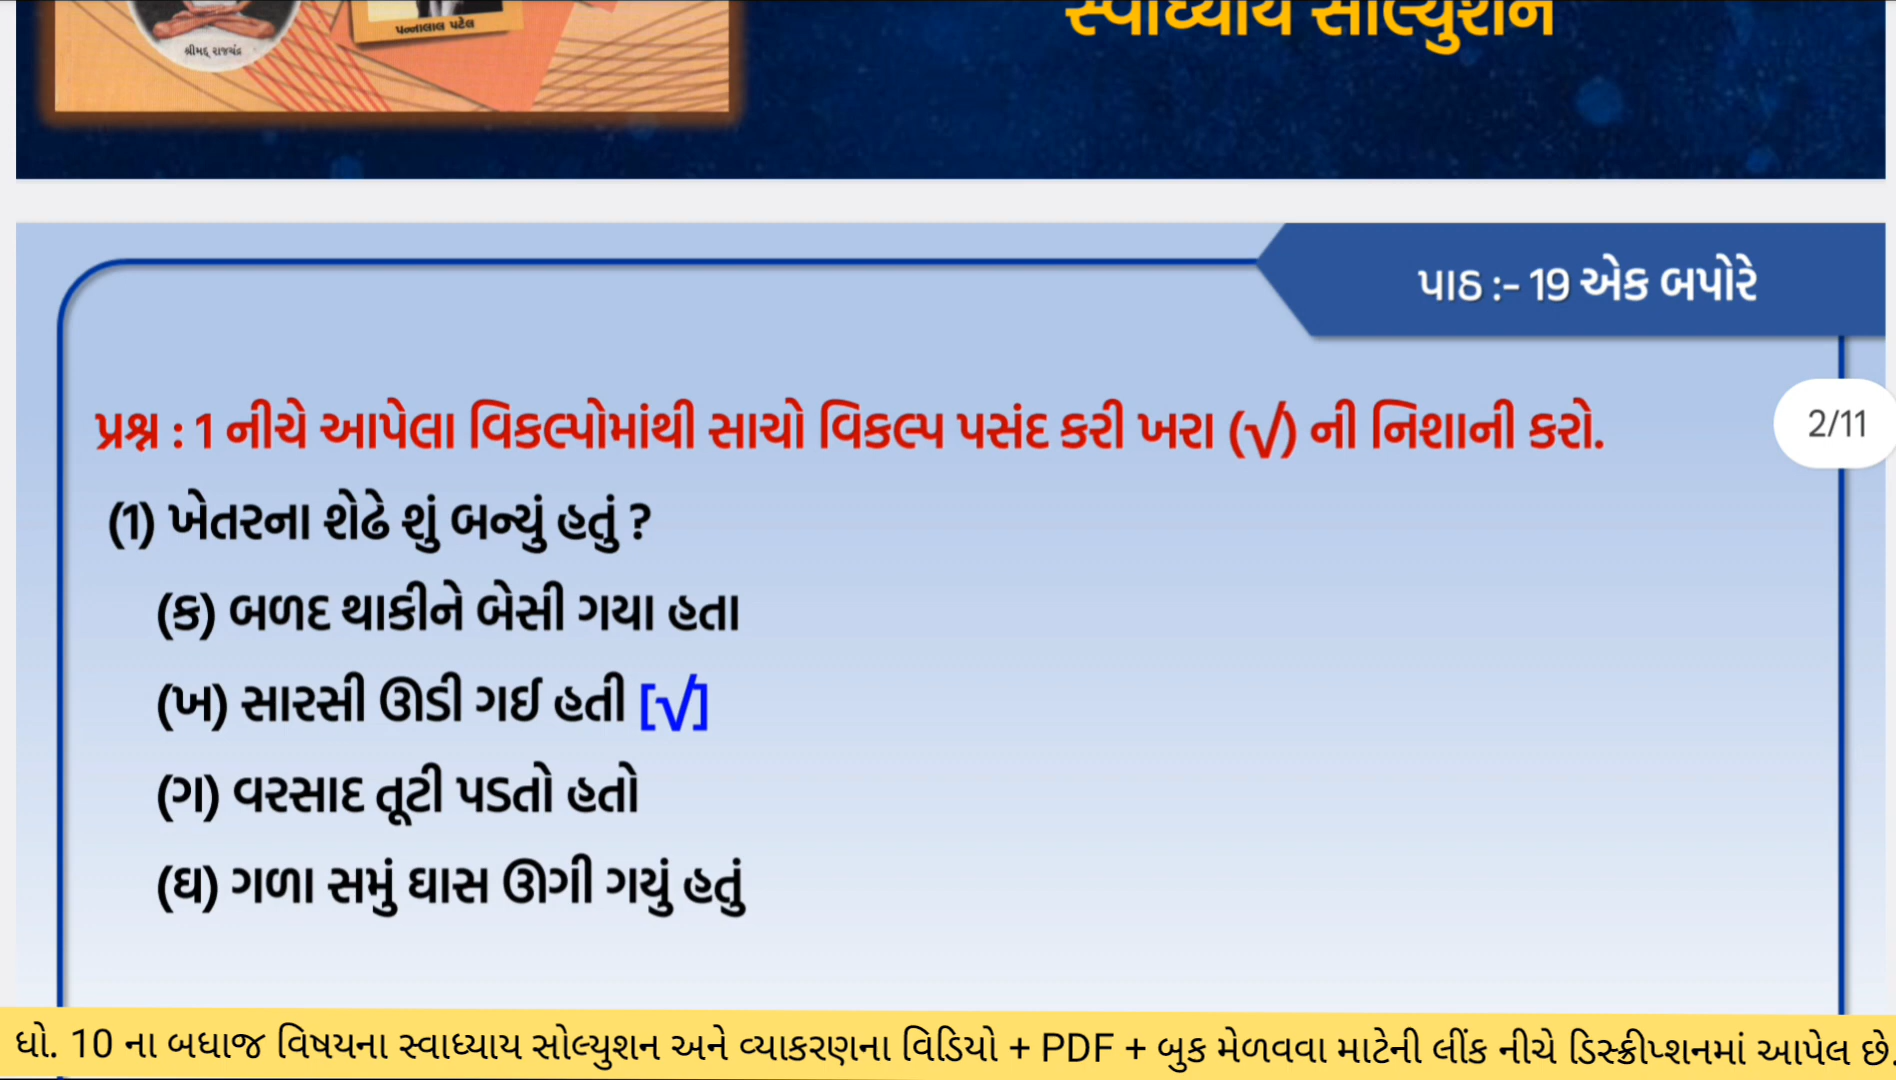 શ્રીમદ્ રાજચંદ્ર
પન્નાલાલ પટેલ
સ્વાધ્યાય સોલ્યુશન
પાઠ :- 19 એક બપોરે
2/11
પ્રશ્ન : 1 નીચે આપેલા વિકલ્પોમાંથી સાચો વિકલ્પ પસંદ કરી ખરા (√) ની નિશાની કરો.
(1) ખેતરના શેઢે શું બન્યું હતું ?
(ક) બળદ થાકીને બેસી ગયા હતા
(ખ) સારસી ઊડી ગઈ હતી [√]
(ગ) વરસાદ તૂટી પડતો હતો
(ઘ) ગળા સમું ઘાસ ઊગી ગયું હતું
ધો. 10 ના બધાજ વિષયના સ્વાધ્યાય સોલ્યુશન અને વ્યાકરણના વિડિયો + PDF + બુક મેળવવા માટેની લીંક નીચે ડિસ્ક્રીપ્શનમાં આપેલ છે.